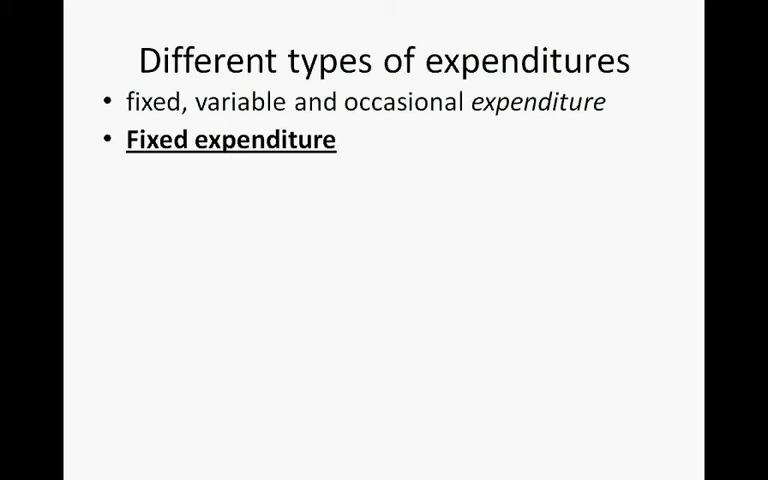 Different types of expenditures
• fixed, variable and occasional expenditure
• Fixed expenditure